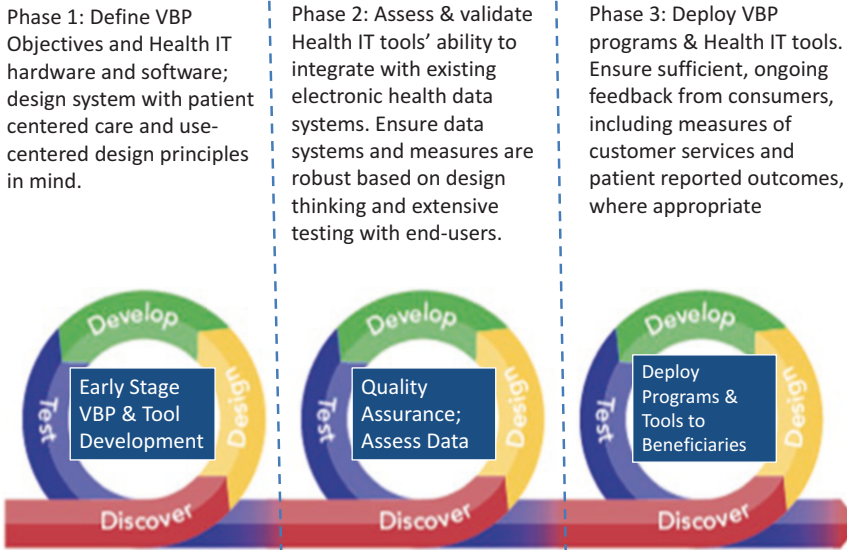 Phase 1: Define VBP
Objectives and Health IT
hardware and software;
design system with patient
centered care and use-
centered design principles
in mind.
Phase 2: Assess & validate
Health IT tools’ ability to
integrate with existing
electronic health data
systems. Ensure data
systems and measures are
robust based on design
thinking and extensive
testing with end-users.
Phase 3: Deploy VBP
programs & Health IT tools.
Ensure sufficient, ongoing
feedback from consumers,
including measures of
customer services and
patient reported outcomes,
where appropriate
Develop
Test
Early Stage
VBP & Tool
Development
Design
Discover
Develop
Test
Quality
Assurance;
Assess Data
Design
Discover
Develop
Test
Deploy
Programs &
Tools to
Beneficiaries
Design
Discover